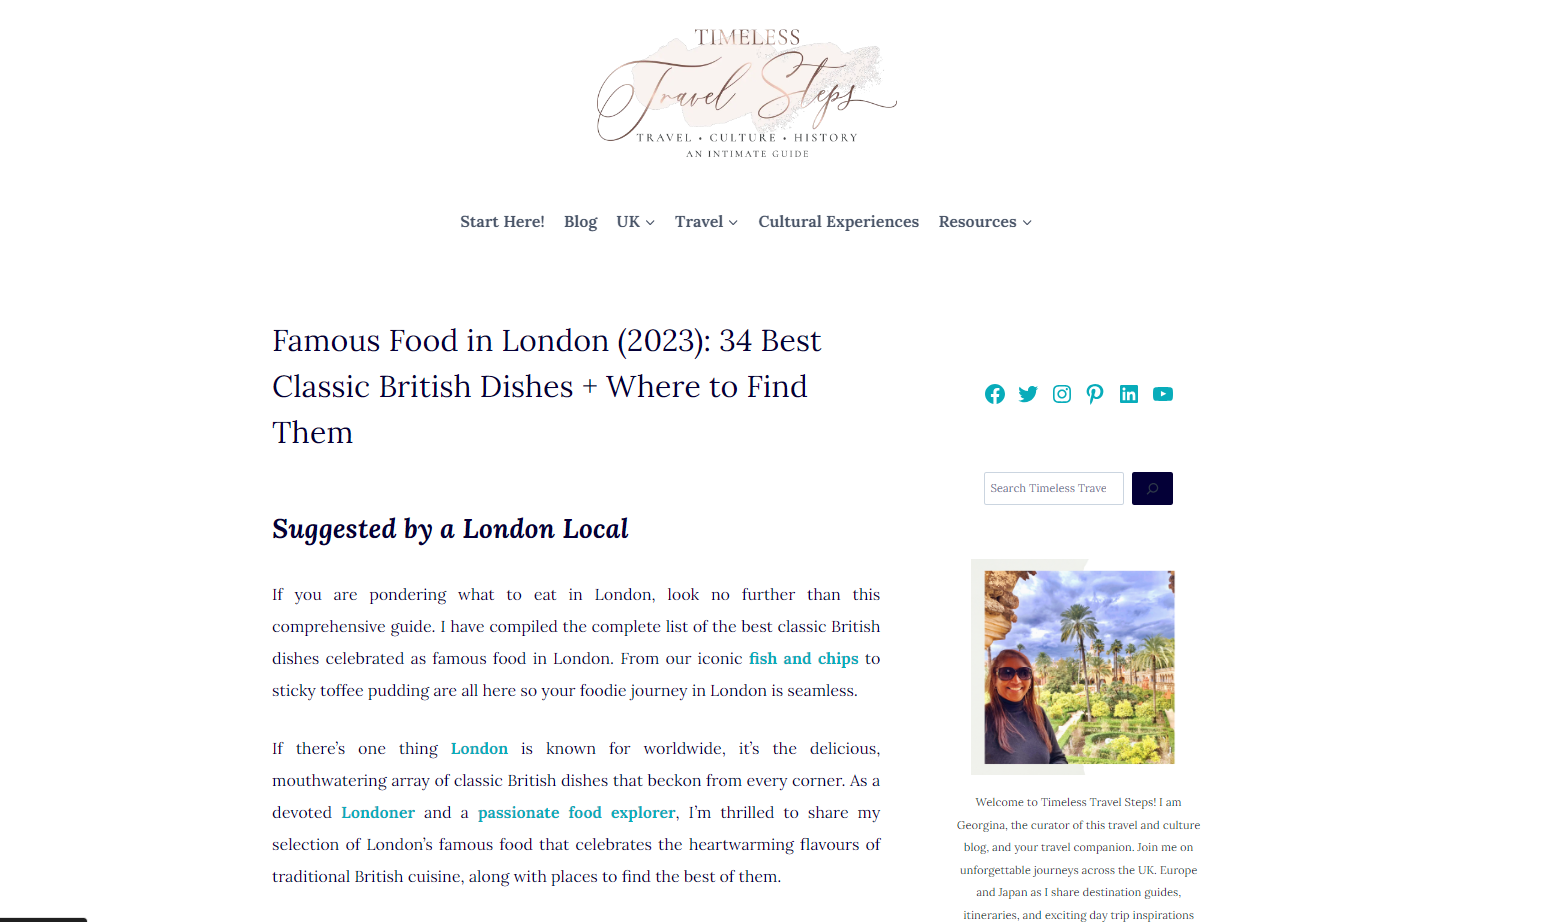 TIMELESS
Travel Steps
TRAVEL • CULTURE • HISTORY
AN INTIMATE GUIDE
Start Here! Blog UK Travel Cultural Experiences Resources
Famous Food in London (2023): 34 Best
Classic British Dishes + Where to Find
Them
Suggested by a London Local
If you are pondering what to eat in London, look no further than this
comprehensive guide. I have compiled the complete list of the best classic British
dishes celebrated as famous food in London. From our iconic fish and chips to
sticky toffee pudding are all here so your foodie journey in London is seamless.
If there's one thing London is known for worldwide, it's the delicious,
mouthwatering array of classic British dishes that beckon from every corner. As a
devoted Londoner and a passionate food explorer, I'm thrilled to share my
selection of London's famous food that celebrates the heartwarming flavours of
traditional British cuisine, along with places to find the best of them.
Search Timeless Trave
Welcome to Timeless Travel Steps! I am
Georgina, the curator of this travel and culture
blog, and your travel companion. Join me on
unforgettable journeys across the UK. Europe
and Japan as I share destination guides,
itineraries, and exciting day trip inspirations